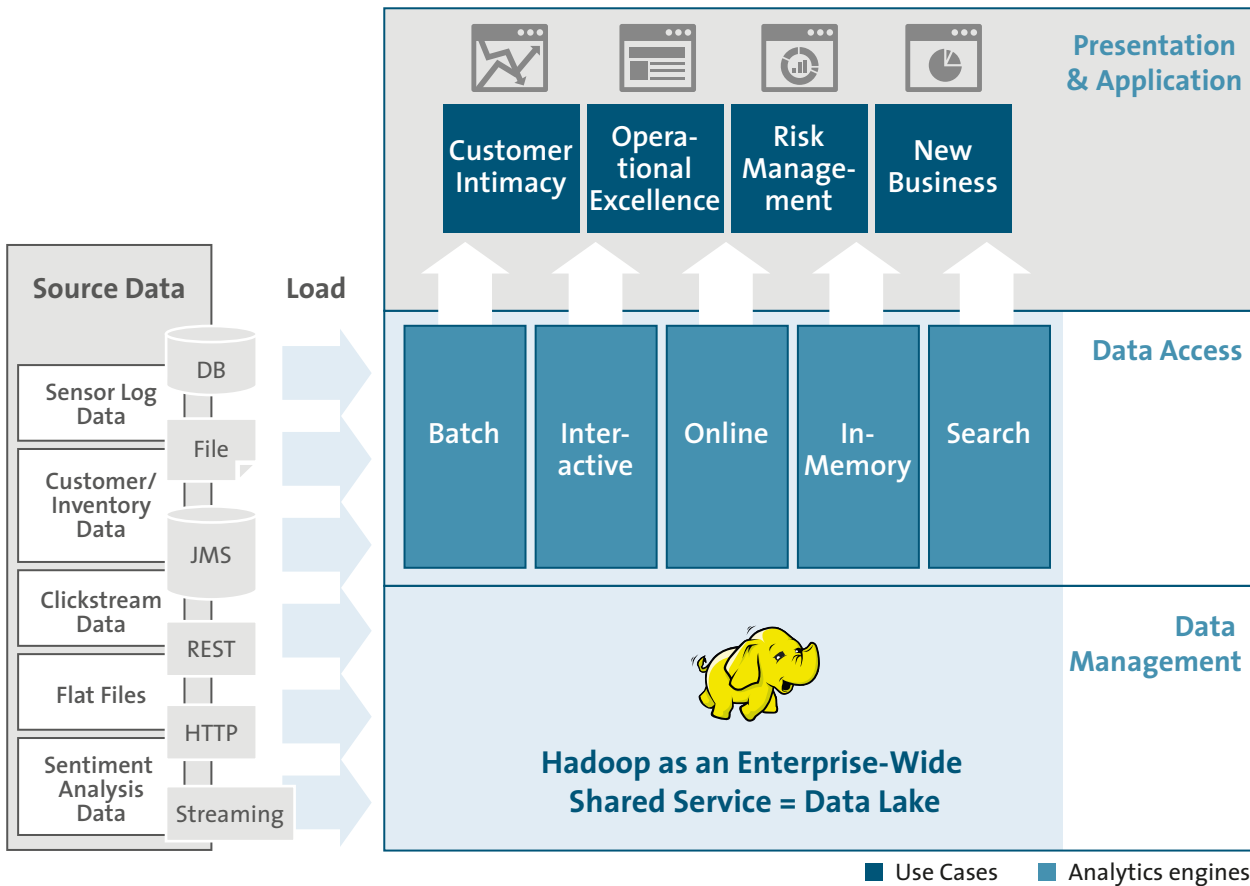 Presentation
& Application
Customer
Intimacy
Opera-
tional
Excellence
Risk
Manage-
ment
New
Business
Source Data
Load
Sensor Log
Data
Customer/
Inventory
Data
Clickstream
Data
Flat Files
Sentiment
Analysis
Data
DB
File
JMS
REST
HTTP
Streaming
Data Access
Batch
Inter-
active
Online
In-
Memory
Search
Data
Management
Hadoop as an Enterprise-Wide
Shared Service = Data Lake
Use Cases
Analytics engines